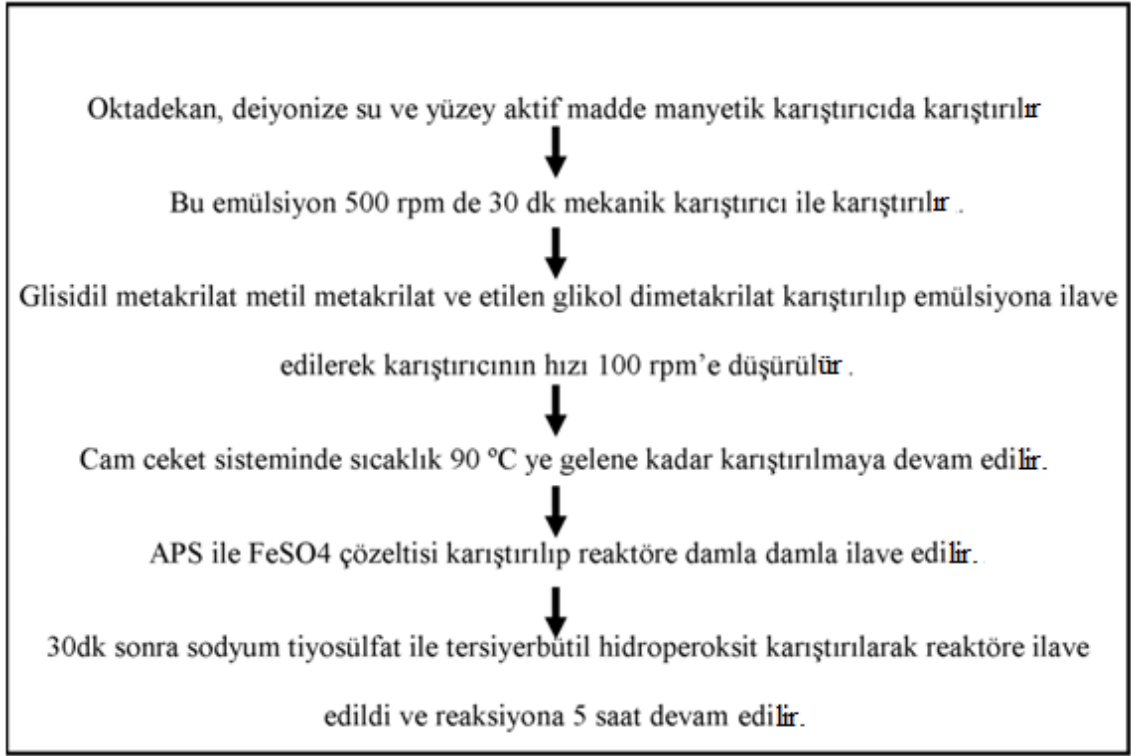 Oktadekan, deiyonize su ve yüzey aktif madde manyetik karıştırıcıda karıştırılır
Bu emülsiyon 500 rpm de 30 dk mekanik karıştırıcı ile karıştırılır .
Glisidil metakrilat metil metakrilat ve etilen glikol dimetakrilat karıştırılıp emülsiyona ilave
edilerek karıştırıcının hızı 100 rpm’e düşürülür .
Cam ceket sisteminde sıcaklık 90 ºC ye gelene kadar karıştırılmaya devam edilir.
APS ile FeSO4 çözeltisi karıştırılıp reaktöre damla damla ilave edilir.
30dk sonra sodyum tiyosülfat ile tersiyerbütil hidroperoksit karıştırılarak reaktöre ilave
edildi ve reaksiyona 5 saat devam edilir.